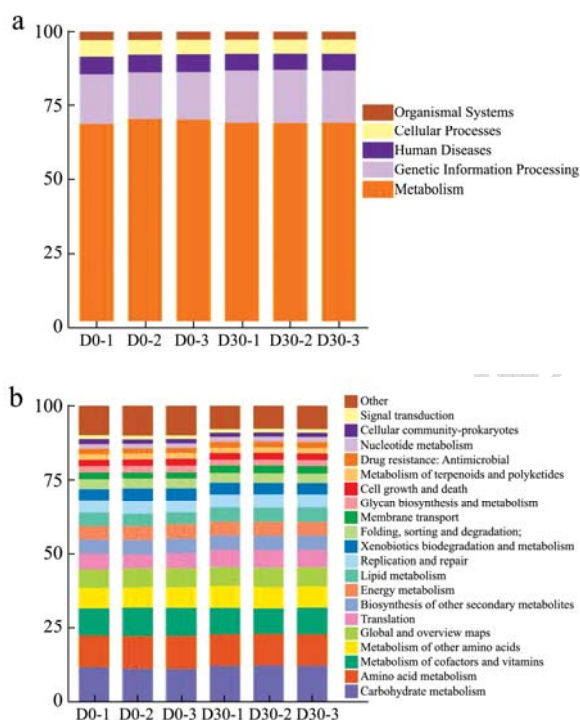 a
100
75
50
25
0
D0-1 D0-2 D0-3 D30-1 D30-2 D30-3
Organismal Systems
Cellular Processes
Human Diseases
Genetic Information Processing
Metabolism
b
100
75
50
25
0
D0-1 D0-2 D0-3 D30-1 D30-2 D30-3
Other
Signal transduction
Cellular community-prokaryotes
Nucleotide metabolism
Drug resistance: Antimicrobial
Metabolism of terpenoids and polyketides
Cell growth and death
Glycan biosynthesis and metabolism
Membrane transport
Folding, sorting and degradation;
Xenobiotics biodegradation and metabolism
Replication and repair
Lipid metabolism
Energy metabolism
Biosynthesis of other secondary metabolites
Translation
Global and overview maps
Metabolism of other amino acids
Metabolism of cofactors and vitamins
Amino acid metabolism
Carbohydrate metabolism